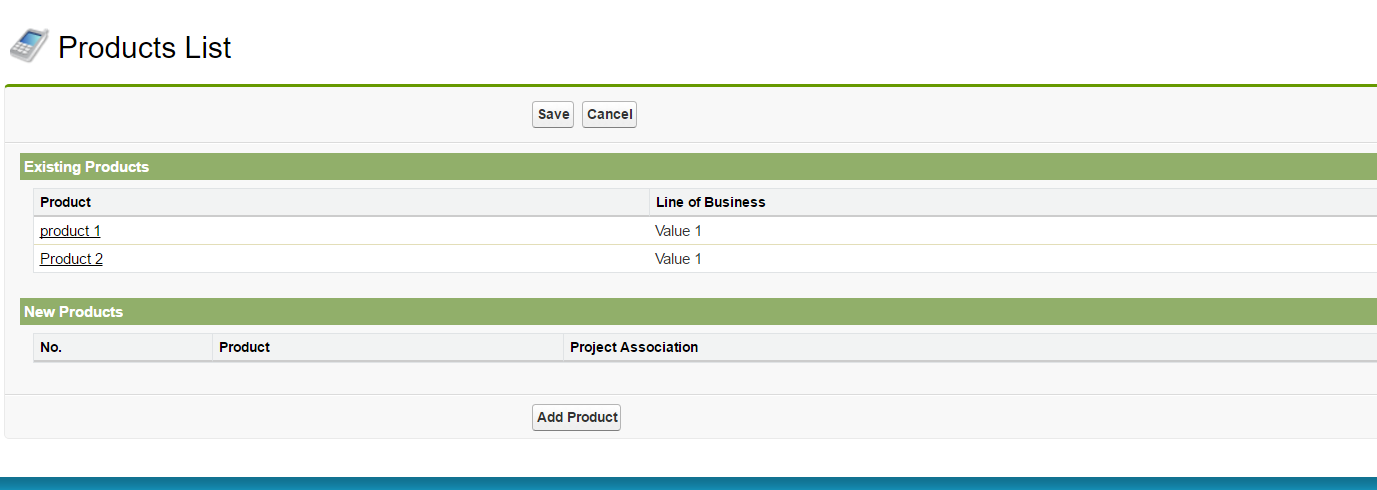 Products List
Save Cancel
Existing Products
Product Line of Business
product 1 Value 1
Product 2 Value 1
New Products
No. Product Project Association
Add Product